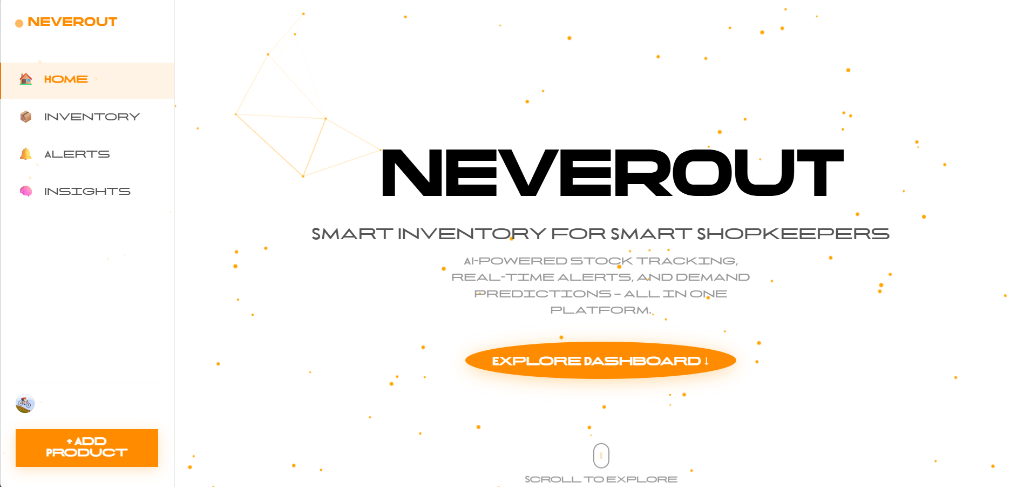 NEVEROUT
HOME
INVENTORY
ALERTS
INSIGHTS
+ ADD
PRODUCT
NEVEROUT
SMART INVENTORY FOR SMART SHOPKEEPERS
AI-POWERED STOCK TRACKING,
REAL-TIME ALERTS, AND DEMAND
PREDICTIONS — ALL IN ONE
PLATFORM.
EXPLORE DASHBOARD ↓
SCROLL TO EXPLORE